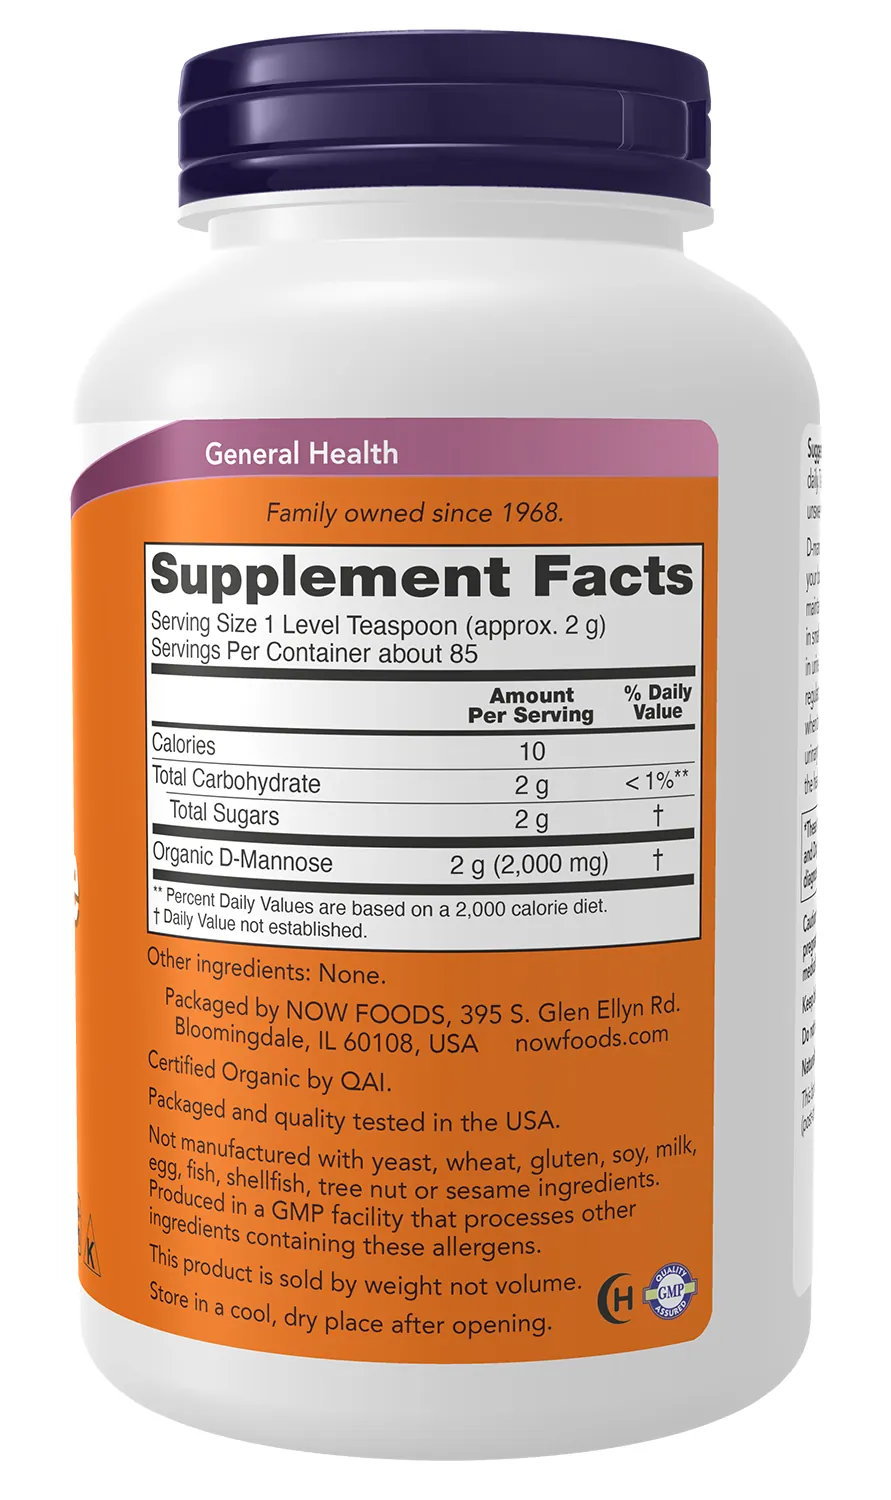 General Health
Family owned since 1968.
Supplement Facts
Serving Size 1 Level Teaspoon (approx. 2 g)
Servings Per Container about 85
Amount Per Serving
% Daily Value
Calories 10
Total Carbohydrate 2 g < 1%**
Total Sugars 2 g †
Organic D-Mannose 2 g (2,000 mg) †
** Percent Daily Values are based on a 2,000 calorie diet.
† Daily Value not established.
Other ingredients: None.
Packaged by NOW FOODS, 395 S. Glen Ellyn Rd.
Bloomingdale, IL 60108, USA nowfoods.com
Certified Organic by QAI.
Packaged and quality tested in the USA.
Not manufactured with yeast, wheat, gluten, soy, milk,
egg, fish, shellfish, tree nut or sesame ingredients.
Produced in a GMP facility that processes other
ingredients containing these allergens.
This product is sold by weight not volume.
Store in a cool, dry place after opening.
H
QUALITY
GMP
ASSURED
K